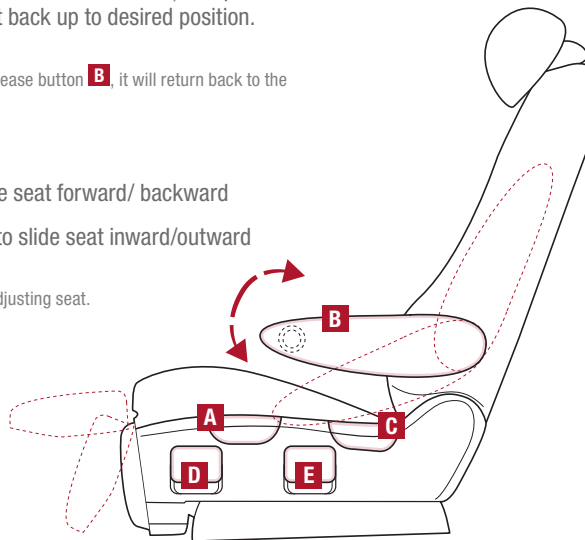 t back up to desired position.
ease button B, it will return back to the
e seat forward/ backward
to slide seat inward/outward
djusting seat.
B
A
C
D
E